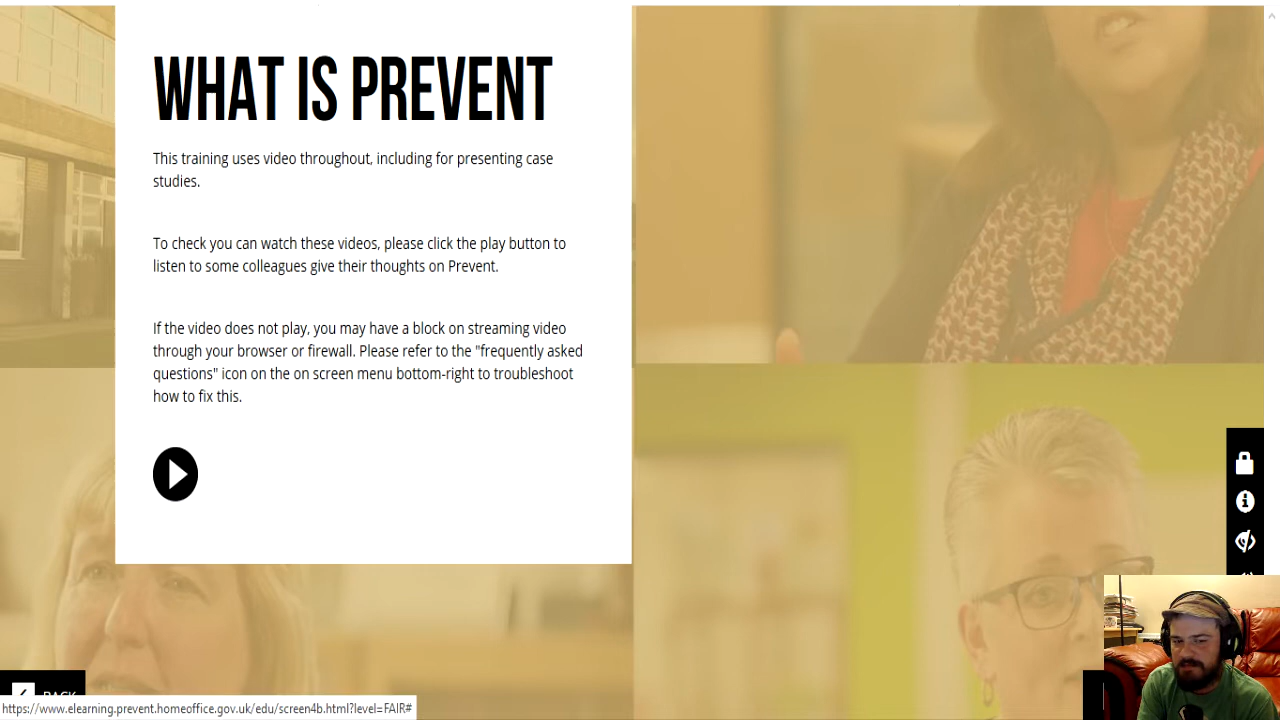 WHAT IS PREVENT
This training uses video throughout, including for presenting case
studies.
To check you can watch these videos, please click the play button to
listen to some colleagues give their thoughts on Prevent.
If the video does not play, you may have a block on streaming video
through your browser or firewall. Please refer to the "frequently asked
questions" icon on the on screen menu bottom-right to troubleshoot
how to fix this.
BACK
https://www.elearning.prevent.homeoffice.gov.uk/edu/screen4b.html?level=FAIR#